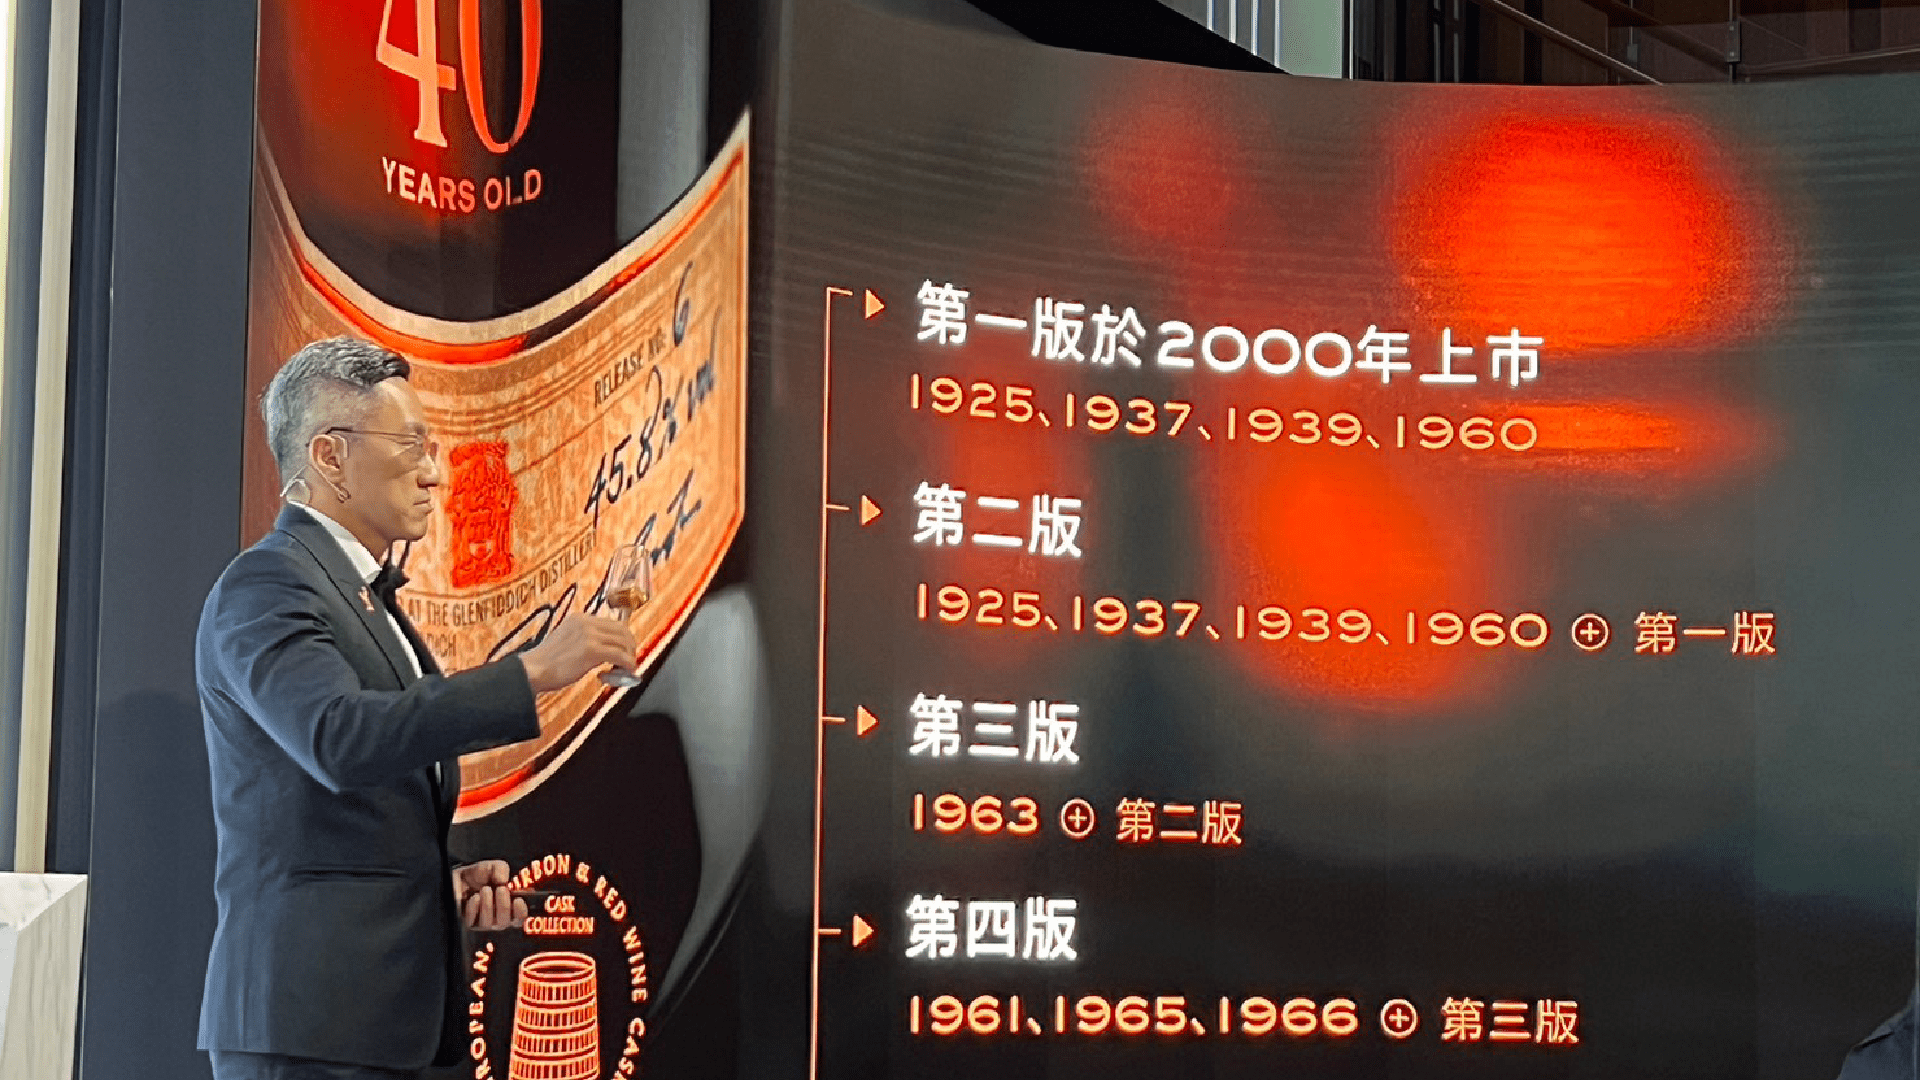 40
YEARS OLD
RELEASE NO. 6
45.8% vol
AT THE GLENFIDDICH DISTILLERY
第一版於2000年上市
1925、1937、1939、1960
第二版
1925、1937、1939、1960 ⊕ 第一版
第三版
1963 ⊕ 第二版
第四版
1961、1965、1966 ⊕ 第三版
& RED WINE CASK
CASK
COLLECTION